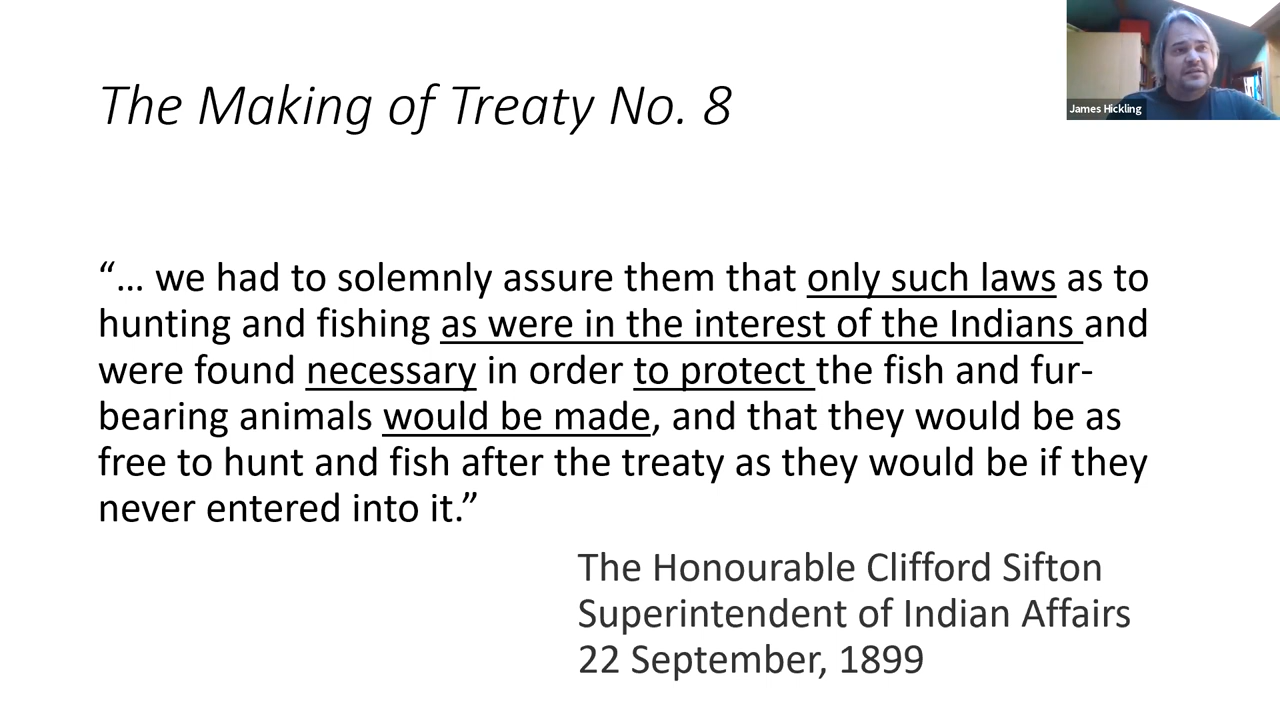 The Making of Treaty No. 8
James Hickling
“… we had to solemnly assure them that only such laws as to
hunting and fishing as were in the interest of the Indians and
were found necessary in order to protect the fish and fur-
bearing animals would be made, and that they would be as
free to hunt and fish after the treaty as they would be if they
never entered into it.”
The Honourable Clifford Sifton
Superintendent of Indian Affairs
22 September, 1899